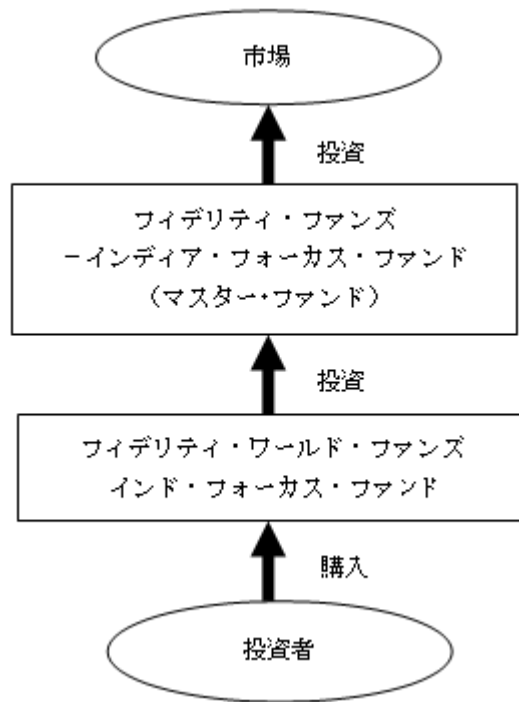 市場
投資
フィデリティ・ファンズ
－インディア・フォーカス・ファンド
（マスター・ファンド）
投資
フィデリティ・ワールド・ファンズ
インド・フォーカス・ファンド
購入
投資者